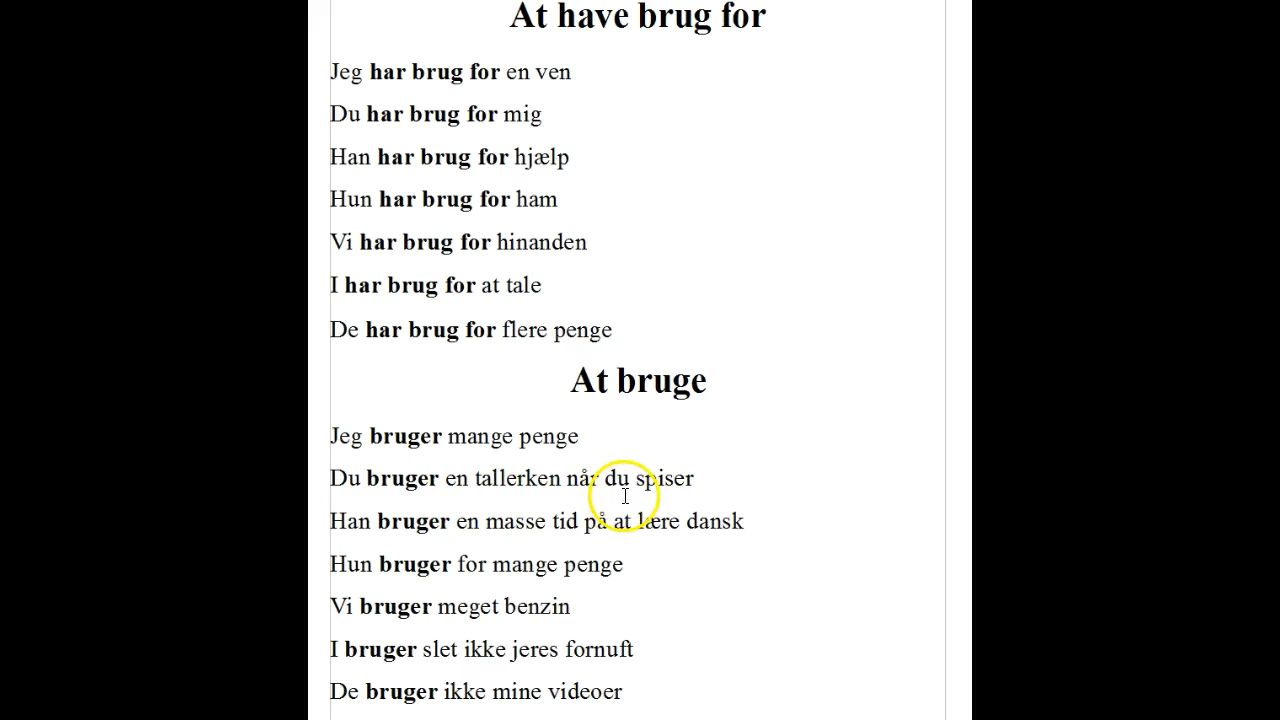 At have brug for
Jeg har brug for en ven
Du har brug for mig
Han har brug for hjælp
Hun har brug for ham
Vi har brug for hinanden
I har brug for at tale
De har brug for flere penge
At bruge
Jeg bruger mange penge
Du bruger en tallerken når du spiser
Han bruger en masse tid på at lære dansk
Hun bruger for mange penge
Vi bruger meget benzin
I bruger slet ikke jeres fornuft
De bruger ikke mine videoer